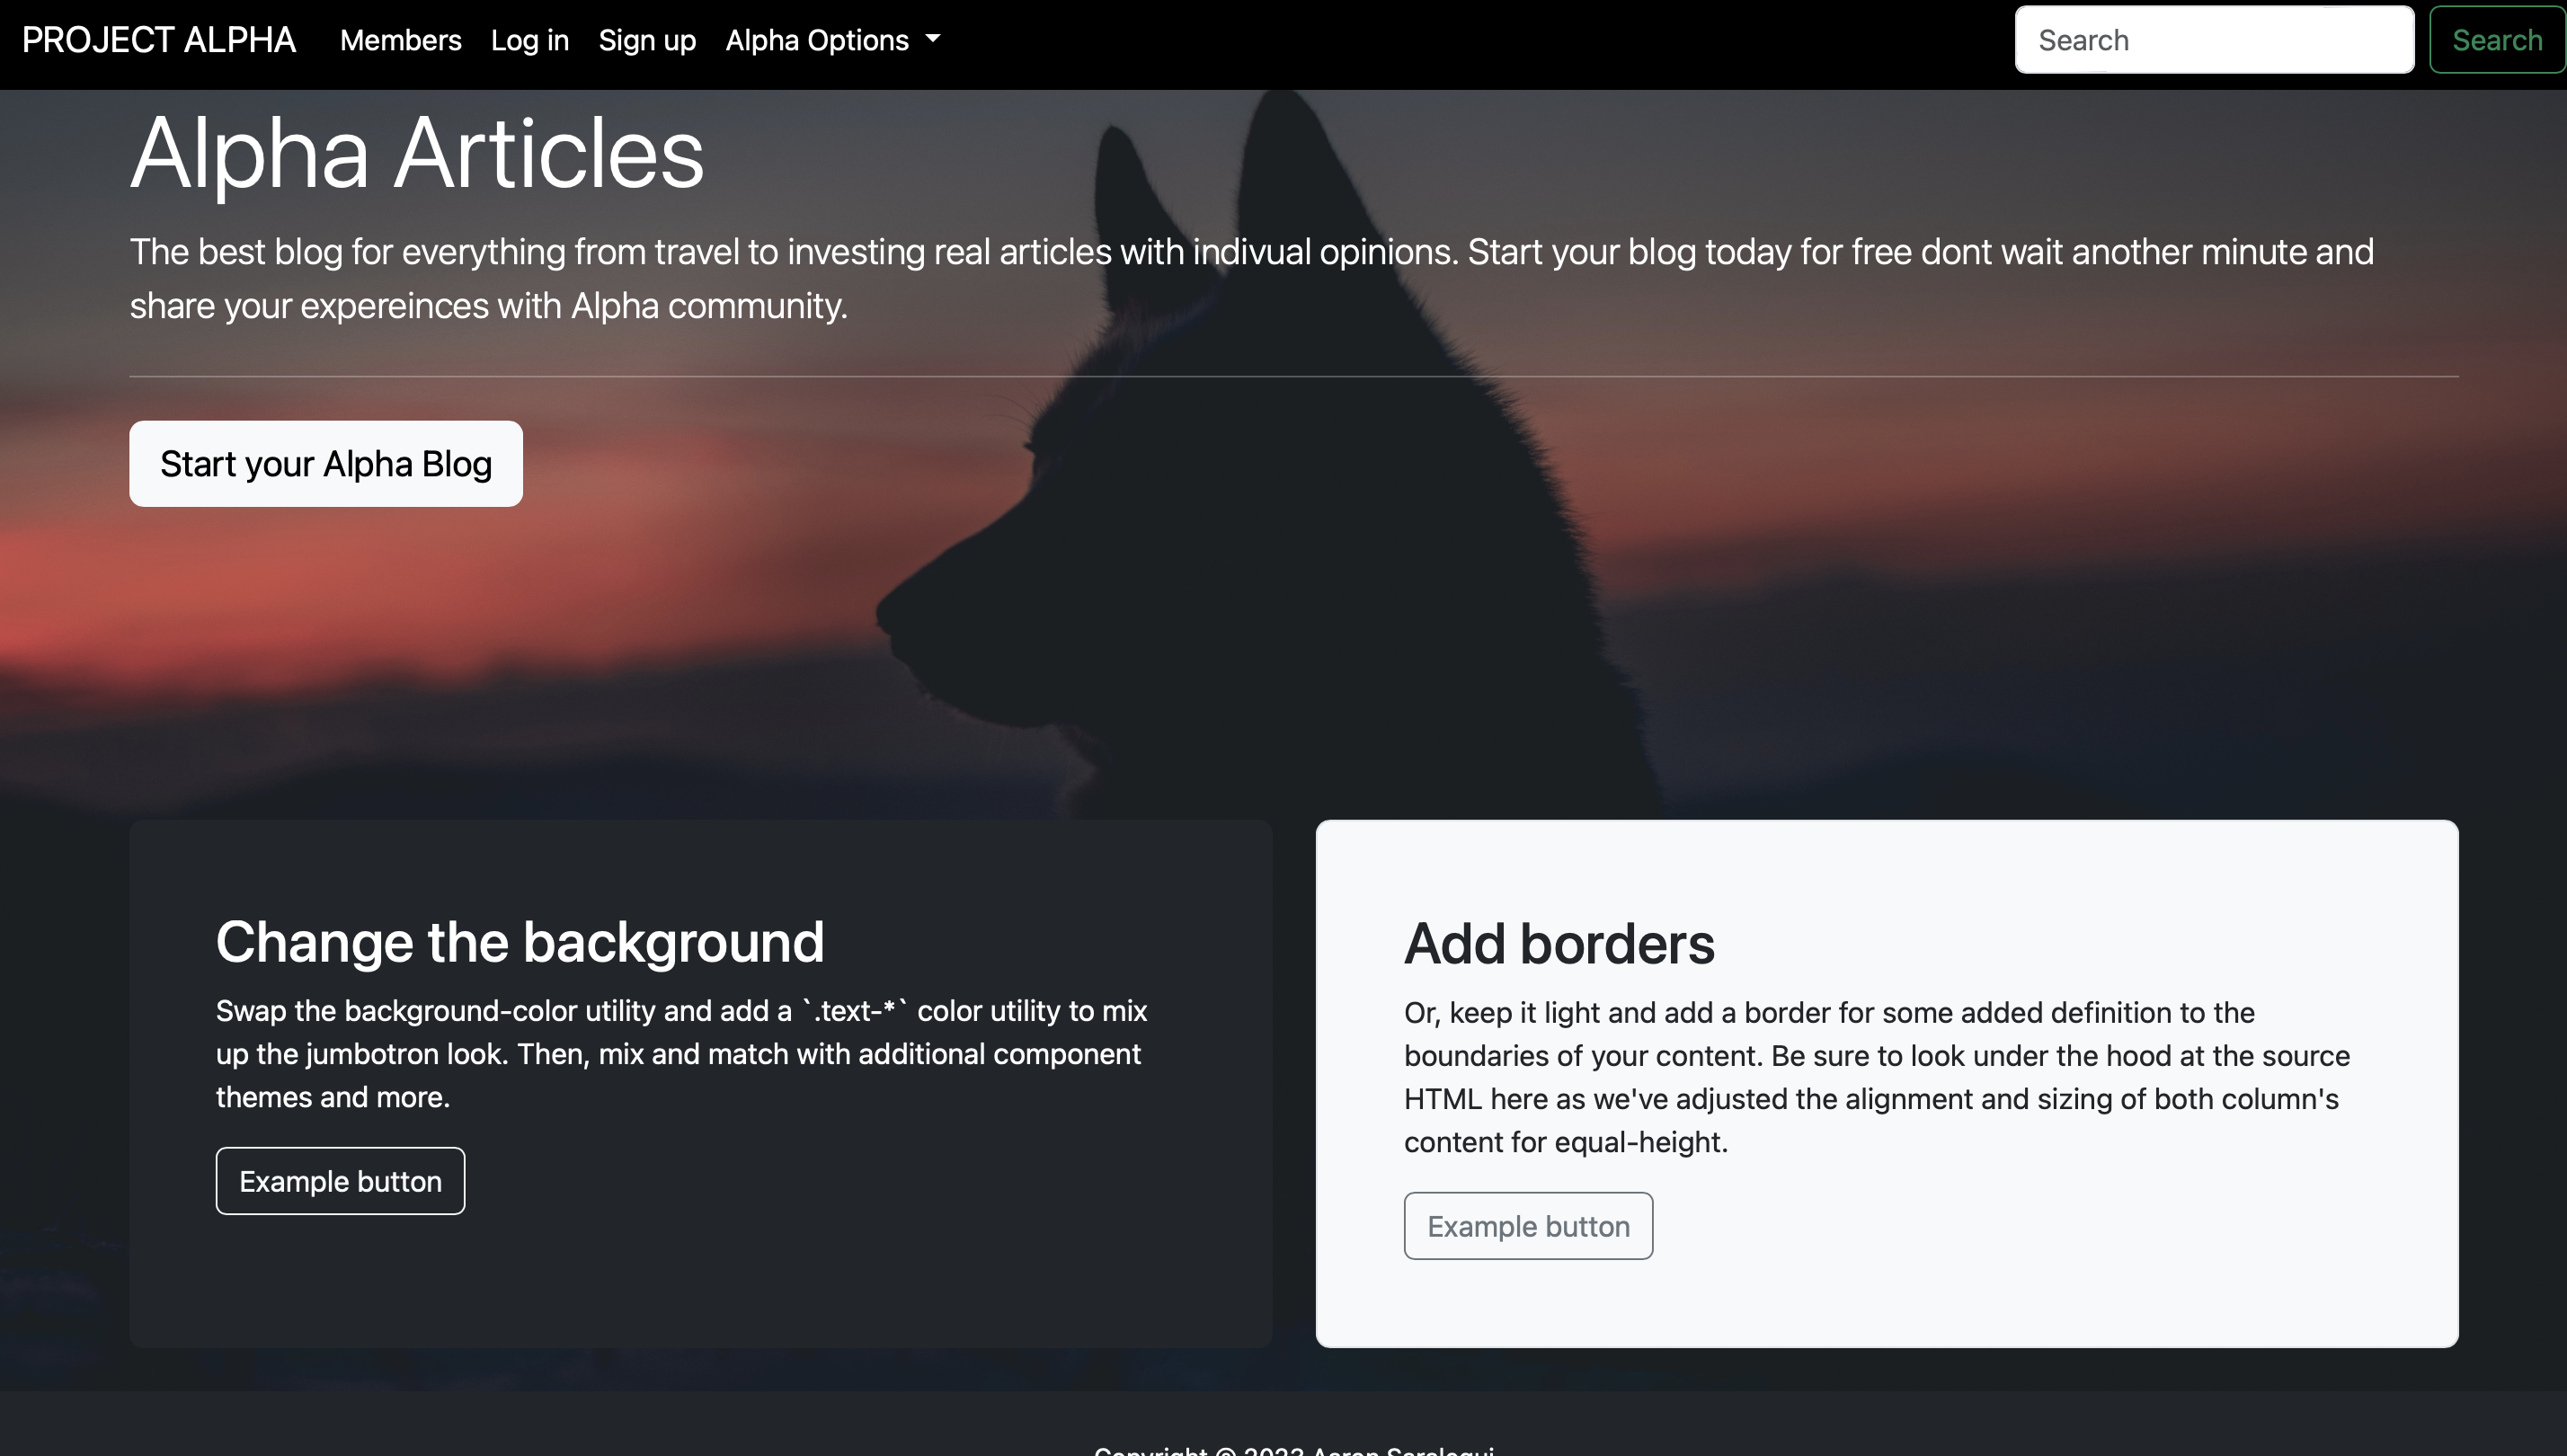 PROJECT ALPHA Members Log in Sign up Alpha Options Search Search
Alpha Articles
The best blog for everything from travel to investing real articles with indivual opinions. Start your blog today for free dont wait another minute and
share your expereinces with Alpha community.
Start your Alpha Blog
Change the background
Swap the background-color utility and add a `.text-*` color utility to mix
up the jumbotron look. Then, mix and match with additional component
themes and more.
Example button
Add borders
Or, keep it light and add a border for some added definition to the
boundaries of your content. Be sure to look under the hood at the source
HTML here as we've adjusted the alignment and sizing of both column's
content for equal-height.
Example button
Copyright © 2023 Aaron